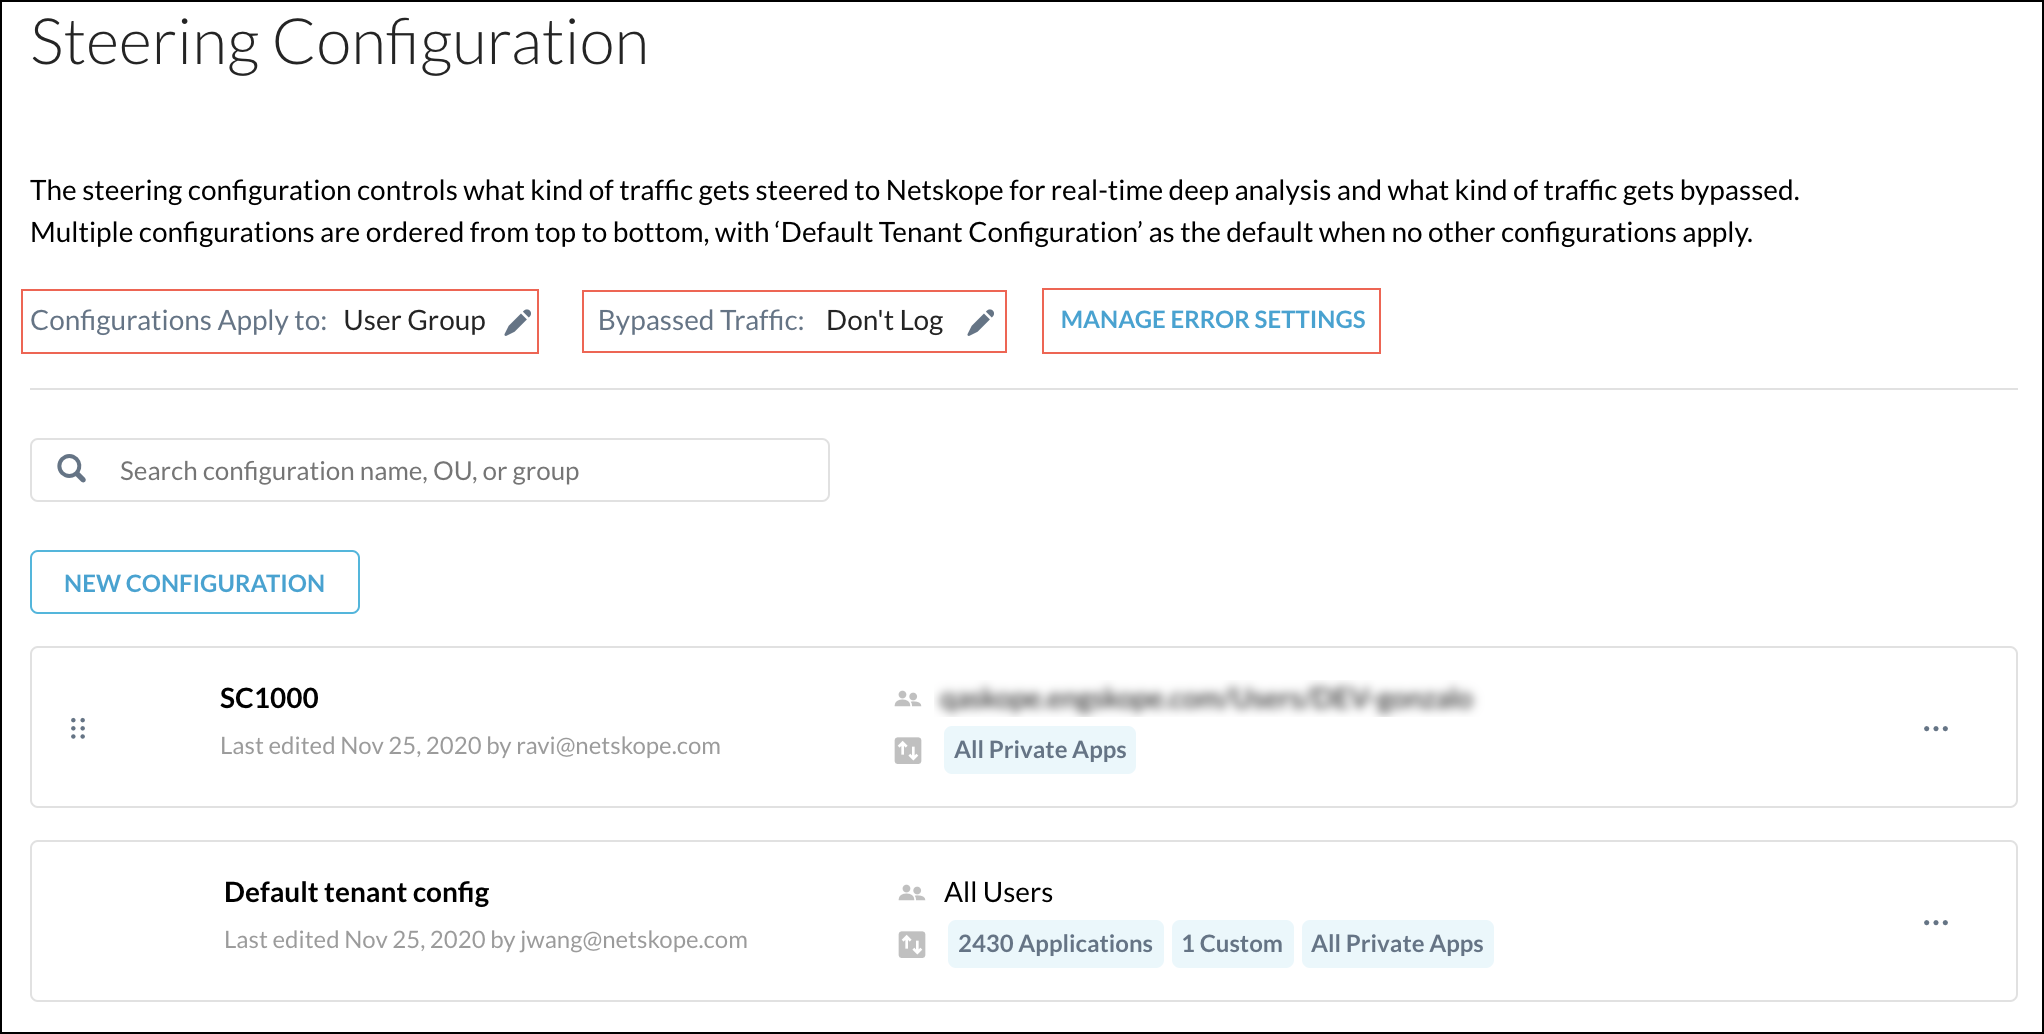 Steering Configuration
The steering configuration controls what kind of traffic gets steered to Netskope for real-time deep analysis and what kind of traffic gets bypassed.
Multiple configurations are ordered from top to bottom, with ‘Default Tenant Configuration’ as the default when no other configurations apply.
Configurations Apply to: User Group
Bypassed Traffic: Don't Log
MANAGE ERROR SETTINGS
Search configuration name, OU, or group
NEW CONFIGURATION
SC1000
Last edited Nov 25, 2020 by ravi@netskope.com
All Private Apps
Default tenant config
Last edited Nov 25, 2020 by jwang@netskope.com
All Users
2430 Applications
1 Custom
All Private Apps